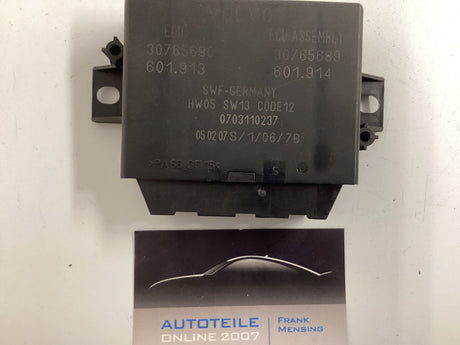 VOLVO
ECU ECU ASSEMBLY
30765690 30765689
601.913 601.914
SWF-GERMANY
HW05 SW13 CODE12
0703110237
050207S/1/06/7B
S
AUTOTEILE
ONLINE 2007
FRANK
MENSING